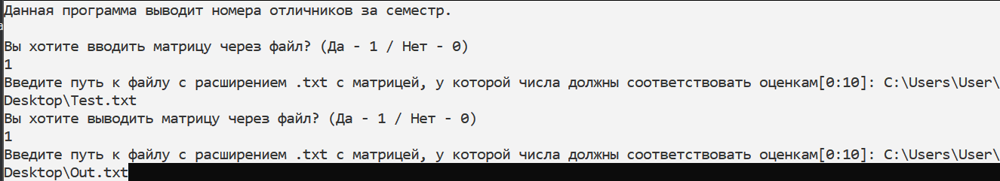 Данная программа выводит номера отличников за семестр.
Вы хотите вводить матрицу через файл? (Да - 1 / Нет - 0)
1
Введите путь к файлу с расширением .txt с матрицей, у которой числа должны соответствовать оценкам[0:10]: C:\Users\User\
Desktop\Test.txt
Вы хотите выводить матрицу через файл? (Да - 1 / Нет - 0)
1
Введите путь к файлу с расширением .txt с матрицей, у которой числа должны соответствовать оценкам[0:10]: C:\Users\User\
Desktop\Out.txt